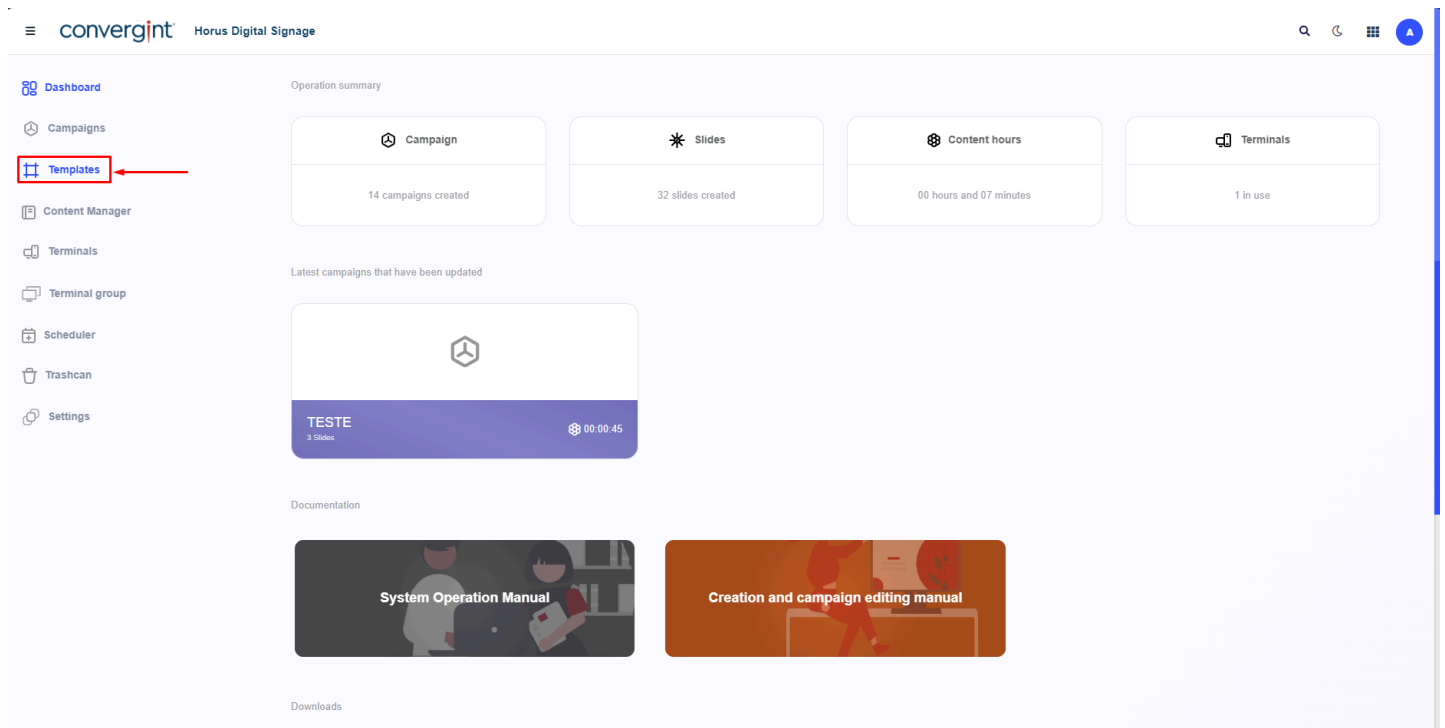 convergint Horus Digital Signage
A
Dashboard
Campaigns
Templates
Content Manager
Terminals
Terminal group
Scheduler
Trashcan
Settings
Operation summary
Campaign
14 campaigns created
Slides
32 slides created
Content hours
00 hours and 07 minutes
Terminals
1 in use
Latest campaigns that have been updated
TESTE
3 Slides
00:00:45
Documentation
System Operation Manual
Creation and campaign editing manual
Downloads